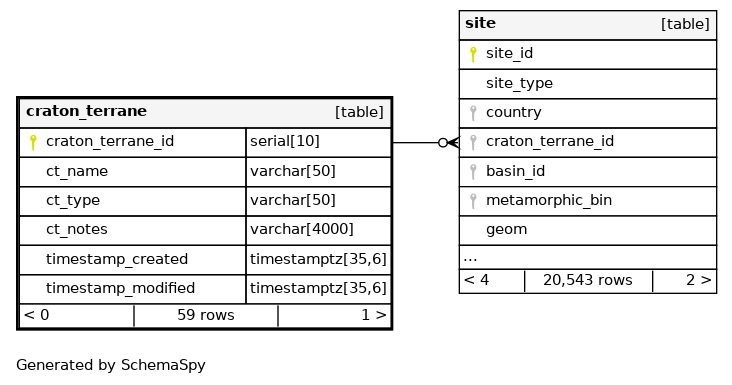 site [table]
site_id
site_type
country
craton_terrane_id
basin_id
metamorphic_bin
geom
...
< 4 20,543 rows 2 >
craton_terrane [table]
craton_terrane_id serial[10]
ct_name varchar[50]
ct_type varchar[50]
ct_notes varchar[4000]
timestamp_created timestamptz[35,6]
timestamp_modified timestamptz[35,6]
< 0 59 rows 1 >
Generated by SchemaSpy